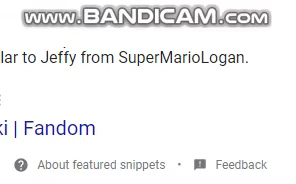 www.BANDICAM.com
lar to Jeffy from SuperMarioLogan.
ki | Fandom
About featured snippets • Feedback